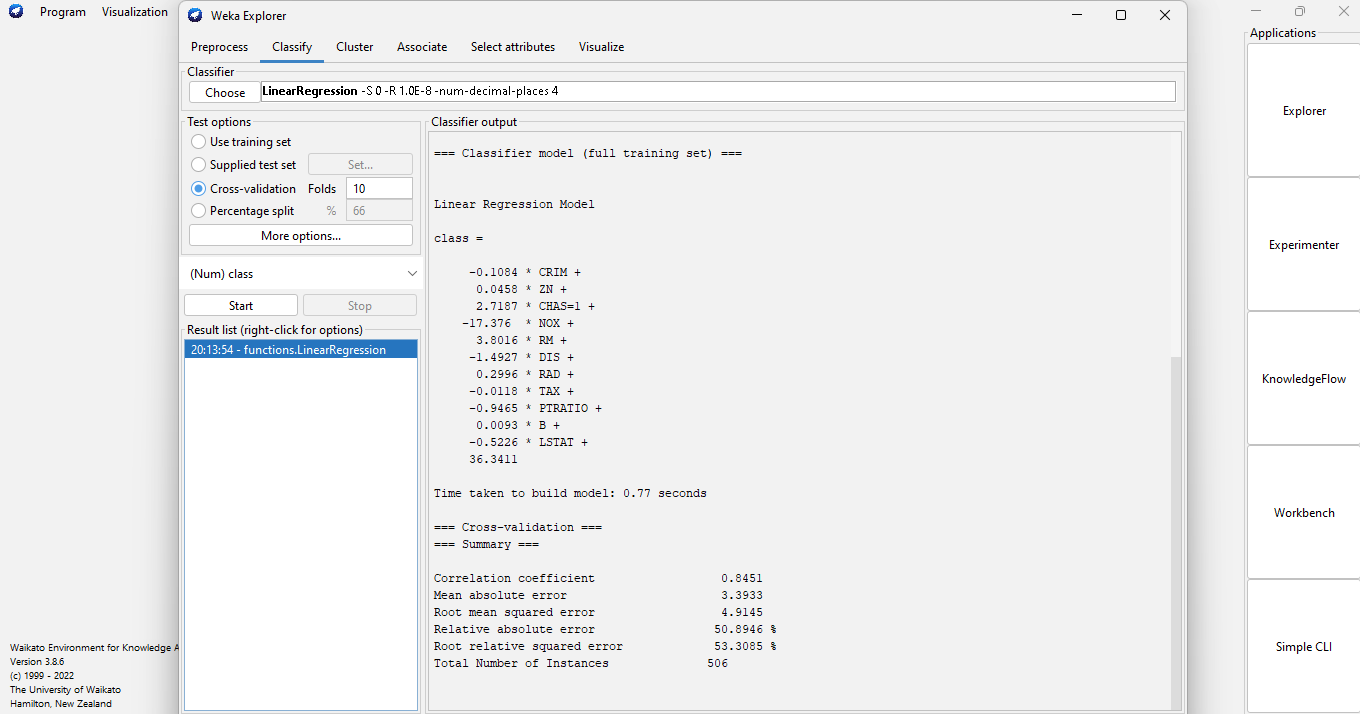 Program Visualization
Weka Explorer
Preprocess Classify Cluster Associate Select attributes Visualize
Classifier
Choose LinearRegression -S 0 -R 1.0E-8 -num-decimal-places 4
Test options
Use training set
Supplied test set Set...
Cross-validation Folds 10
Percentage split % 66
More options...
(Num) class
Start Stop
Result list (right-click for options)
20:13:54 - functions.LinearRegression
Classifier output
=== Classifier model (full training set) ===
Linear Regression Model
class =
-0.1084 * CRIM +
0.0458 * ZN +
2.7187 * CHAS=1 +
-17.376 * NOX +
3.8016 * RM +
-1.4927 * DIS +
0.2996 * RAD +
-0.0118 * TAX +
-0.9465 * PTRATIO +
0.0093 * B +
-0.5226 * LSTAT +
36.3411
Time taken to build model: 0.77 seconds
=== Cross-validation ===
=== Summary ===
Correlation coefficient 0.8451
Mean absolute error 3.3933
Root mean squared error 4.9145
Relative absolute error 50.8946 %
Root relative squared error 53.3085 %
Total Number of Instances 506
Applications
Explorer
Experimenter
KnowledgeFlow
Workbench
Simple CLI
Waikato Environment for Knowledge A
Version 3.8.6
(c) 1999 - 2022
The University of Waikato
Hamilton, New Zealand